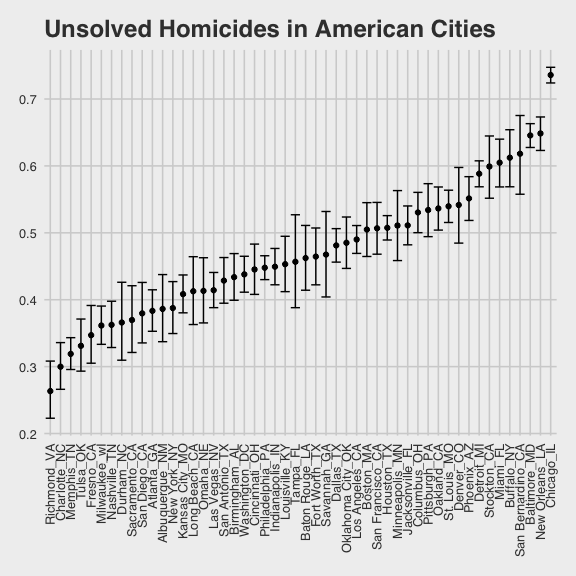 Unsolved Homicides in American Cities
0.7
0.6
0.5
0.4
0.3
0.2
Richmond_VA
Charlotte_NC
Memphis_TN
Tulsa_OK
Fresno_CA
Milwaukee_wI
Nashville_TN
Durham_NC
Sacramento_CA
San Diego_CA
Atlanta_GA
Albuquerque_NM
New York_NY
Kansas City_MO
Long Beach_CA
Omaha_NE
Las Vegas_NV
San Antonio_TX
Birmingham_AL
Washington_DC
Cincinnati_OH
Philadelphia_PA
Indianapolis_IN
Louisville_KY
Tampa_FL
Baton Rouge_LA
Fort Worth_TX
Savannah_GA
Dallas_TX
Oklahoma City_OK
Los Angeles_CA
Boston_MA
San Francisco_CA
Houston_TX
Minneapolis_MN
Jacksonville_FL
Columbus_OH
Pittsburgh_PA
Oakland_CA
St. Louis_MO
Denver_CO
Phoenix_AZ
Detroit_MI
Stockton_CA
Miami_FL
Buffalo_NY
San Bernardino_CA
Baltimore_MD
New Orleans_LA
Chicago_IL